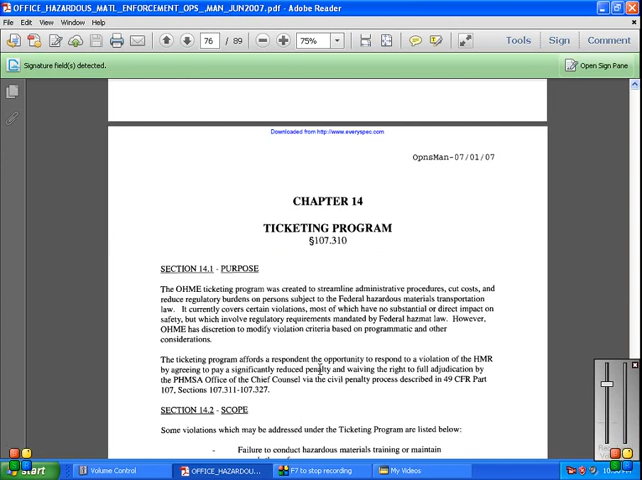 OFFICE_HAZARDOUS_MATL_ENFORCEMENT_OPS_.MAN_JUN2007.pdf - Adobe Reader
File Edit View Window Help
76 / 89 75% Tools Sign Comment
Signature field(s) detected. Open Sign Pane
Downloaded from http://www.everyspec.com
OpnsMan-07/01/07
CHAPTER 14
TICKETING PROGRAM
§107.310
SECTION 14.1 - PURPOSE
The OHME ticketing program was created to streamline administrative procedures, cut costs, and
reduce regulatory burdens on persons subject to the Federal hazardous materials transportation
law. It currently covers certain violations, most of which have no substantial or direct impact on
safety, but which involve regulatory requirements mandated by Federal hazmat law. However,
OHME has discretion to modify violation criteria based on programmatic and other
considerations.
The ticketing program affords a respondent the opportunity to respond to a violation of the HMR
by agreeing to pay a significantly reduced penalty and waiving the right to full adjudication by
the PHMSA Office of the Chief Counsel via the civil penalty process described in 49 CFR Part
107, Sections 107.311-107.327.
SECTION 14.2 - SCOPE
Some violations which may be addressed under the Ticketing Program are listed below:
- Failure to conduct hazardous materials training or maintain
start Volume Control OFFICE_HAZARDOU... F7 to stop recording My Videos